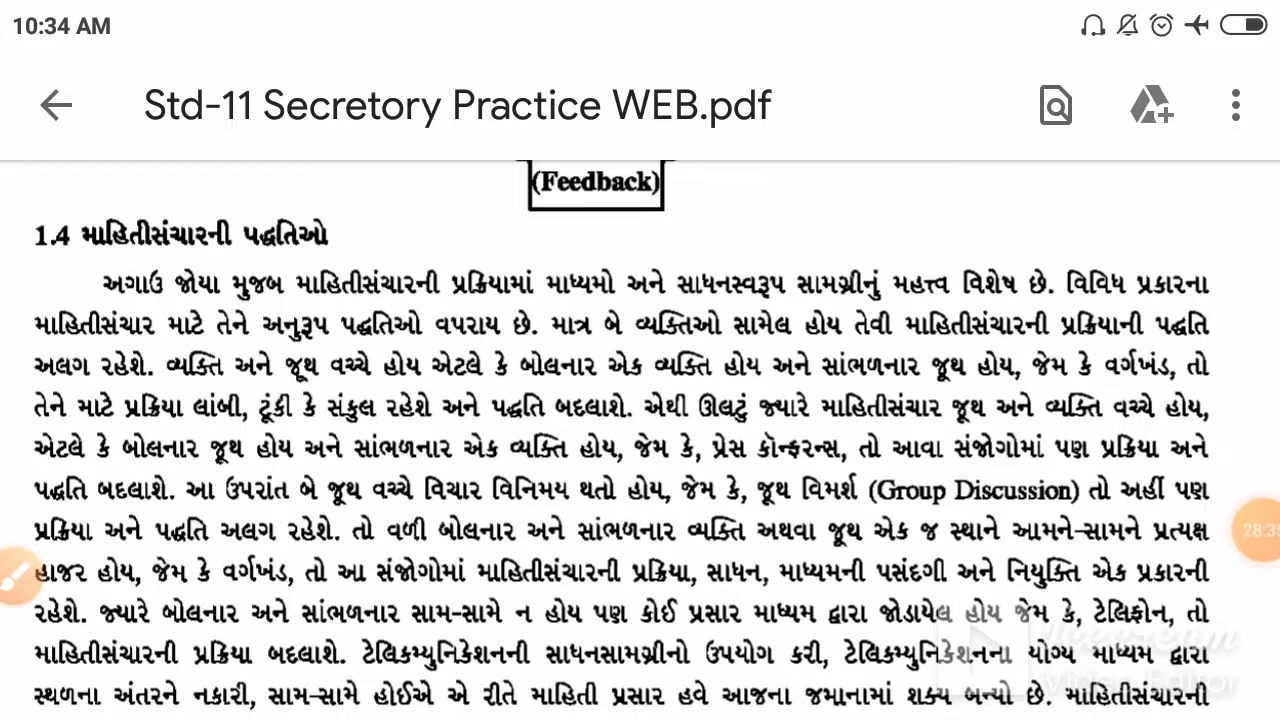 10:34 AM
Std-11 Secretory Practice WEB.pdf
(Feedback)
1.4 માહિતીસંચારની પદ્ધતિઓ
અગાઉ જોયા મુજબ માહિતીસંચારની પ્રક્રિયામાં માધ્યમો અને સાધનસ્વરૂપ સામગ્રીનું મહત્ત્વ વિશેષ છે. વિવિધ પ્રકારના
માહિતીસંચાર માટે તેને અનુરૂપ પદ્ધતિઓ વપરાય છે. માત્ર બે વ્યક્તિઓ સામેલ હોય તેવી માહિતીસંચારની પ્રક્રિયાની પદ્ધતિ
અલગ રહેશે. વ્યક્તિ અને જૂથ વચ્ચે હોય એટલે કે બોલનાર એક વ્યક્તિ હોય અને સાંભળનાર જૂથ હોય, જેમ કે વર્ગખંડ, તો
તેને માટે પ્રક્રિયા લાંબી, ટૂંકી કે સંકુલ રહેશે અને પદ્ધતિ બદલાશે. એથી ઊલટું જ્યારે માહિતીસંચાર જૂથ અને વ્યક્તિ વચ્ચે હોય,
એટલે કે બોલનાર જૂથ હોય અને સાંભળનાર એક વ્યક્તિ હોય, જેમ કે, પ્રેસ કૉન્ફરન્સ, તો આવા સંજોગોમાં પણ પ્રક્રિયા અને
પદ્ધતિ બદલાશે. આ ઉપરાંત બે જૂથ વચ્ચે વિચાર વિનિમય થતો હોય, જેમ કે, જૂથ વિમર્શ (Group Discussion) તો અહીં પણ
પ્રક્રિયા અને પદ્ધતિ અલગ રહેશે. તો વળી બોલનાર અને સાંભળનાર વ્યક્તિ અથવા જૂથ એક જ સ્થાને આમને-સામને પ્રત્યક્ષ
હાજર હોય, જેમ કે વર્ગખંડ, તો આ સંજોગોમાં માહિતીસંચારની પ્રક્રિયા, સાધન, માધ્યમની પસંદગી અને નિયુક્તિ એક પ્રકારની
રહેશે. જ્યારે બોલનાર અને સાંભળનાર સામ-સામે ન હોય પણ કોઈ પ્રસાર માધ્યમ દ્વારા જોડાયેલ હોય જેમ કે, ટેલિફોન, તો
માહિતીસંચારની પ્રક્રિયા બદલાશે. ટેલિકમ્યુનિકેશનની સાધનસામગ્રીનો ઉપયોગ કરી, ટેલિકમ્યુનિકેશનના યોગ્ય માધ્યમ દ્વારા
સ્થળના અંતરને નકારી, સામ-સામે હોઈએ એ રીતે માહિતી પ્રસાર હવે આજના જમાનામાં શક્ય બન્યો છે. માહિતીસંચારની
28:35
Video Editor